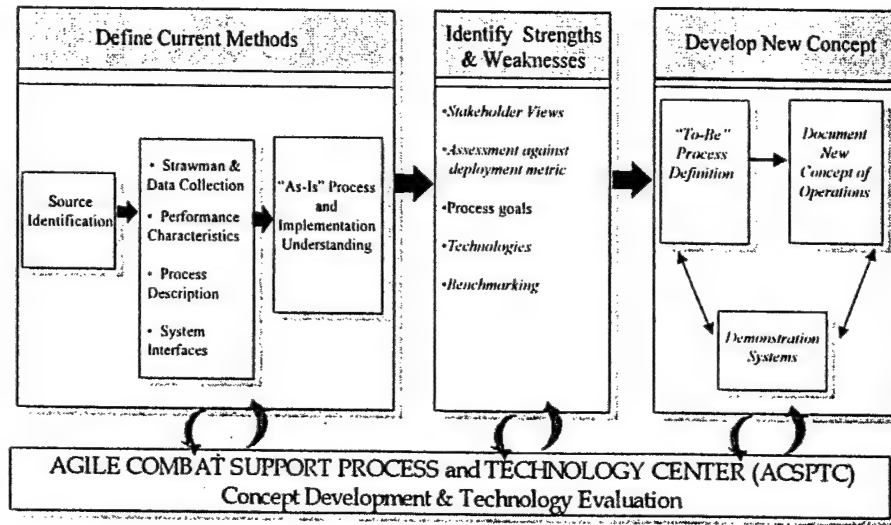 Define Current Methods
Source
Identification
• Strawman &
Data Collection
• Performance
Characteristics
• Process
Description
• System
Interfaces
"As-Is" Process
and
Implementation
Understanding
Identify Strengths
& Weaknesses
•Stakeholder Views
•Assessment against
deployment metric
•Process goals
•Technologies
•Benchmarking
Develop New Concept
"To-Be"
Process
Definition
Document
New
Concept of
Operations
Demonstration
Systems
AGILE COMBAT SUPPORT PROCESS and TECHNOLOGY CENTER (ACSPTC)
Concept Development & Technology Evaluation